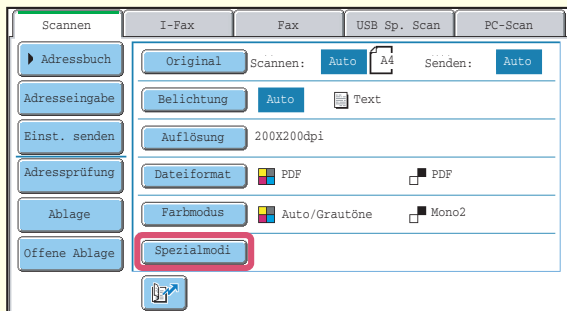 Scannen I-Fax Fax USB Sp. Scan PC-Scan
Adressbuch Original Scannen: Auto A4 Senden: Auto
Adresseingabe Belichtung Auto Text
Einst. senden Auflösung 200X200dpi
Adressprüfung Dateiformat PDF PDF
Ablage Farbmodus Auto/Grautöne Mono2
Offene Ablage Spezialmodi